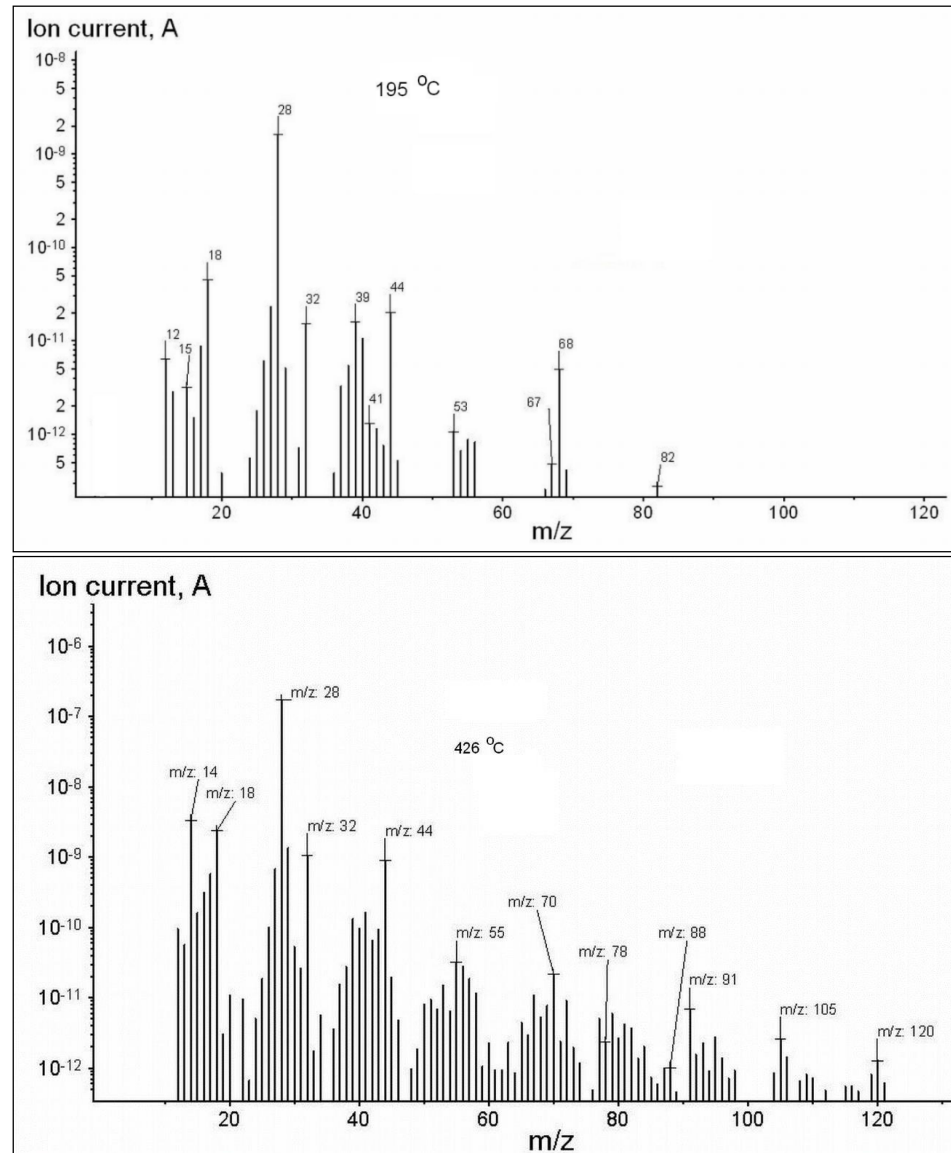 Ion current, A
195 °C
10⁻⁸
5
28
2
10⁻⁹
5
2
10⁻¹⁰
18
5
2
32
39
44
10⁻¹¹
12
15
5
68
2
41
53
67
10⁻¹²
5
82
20
40
60
80
100
120
m/z
Ion current, A
10⁻⁶
m/z: 28
10⁻⁷
426 °C
m/z: 14
10⁻⁸
m/z: 18
m/z: 32
m/z: 44
10⁻⁹
m/z: 70
10⁻¹⁰
m/z: 55
m/z: 78
m/z: 88
m/z: 91
10⁻¹¹
m/z: 105
m/z: 120
10⁻¹²
20
40
60
80
100
120
m/z